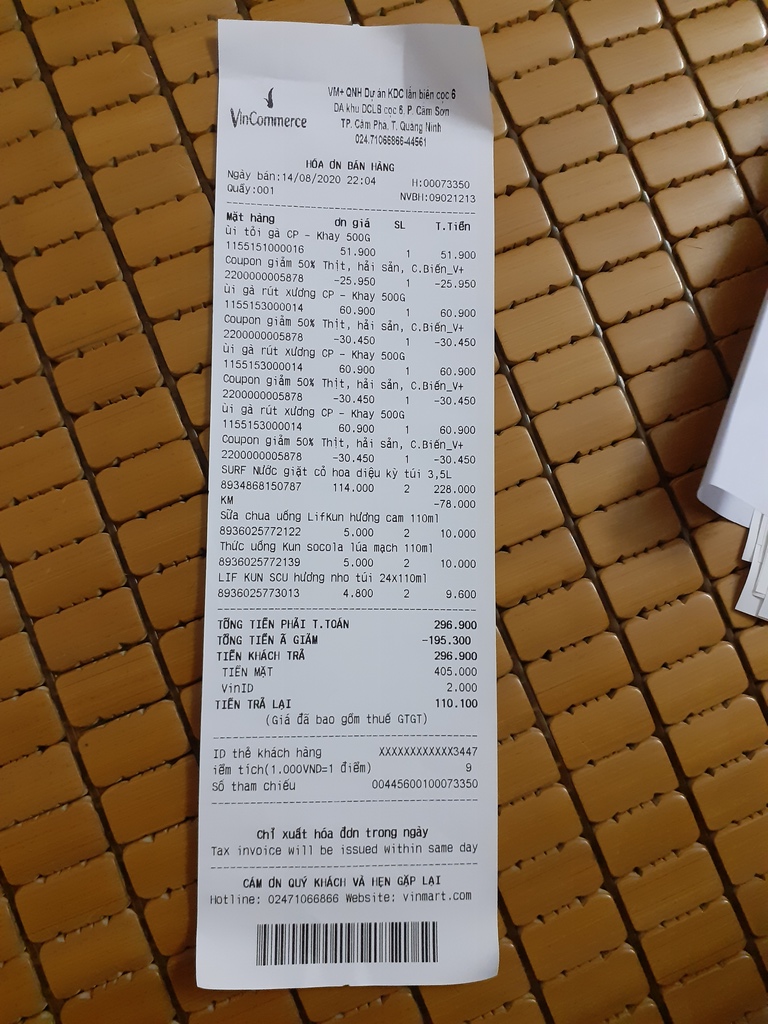 VinCommerce
VM+ QNH Dự án KDC lấn biển cọc 6
DA khu DCLB cọc 6, P. Cẩm Sơn
TP. Cẩm Phả, T. Quảng Ninh
024.71066866-44561
HÓA ƠN BÁN HÀNG
Ngày bán:14/08/2020 22:04 H:00073350
Quầy:001 NVBH:09021213
Mặt hàng ơn giá SL T.Tiền
ùi tỏi gà CP - Khay 500G
1155151000016 51.900 1 51.900
Coupon giảm 50% Thịt, hải sản, C.Biến_V+
2200000005878 -25.950 1 -25.950
ùi gà rút xương CP - Khay 500G
1155153000014 60.900 1 60.900
Coupon giảm 50% Thịt, hải sản, C.Biến_V+
2200000005878 -30.450 1 -30.450
ùi gà rút xương CP - Khay 500G
1155153000014 60.900 1 60.900
Coupon giảm 50% Thịt, hải sản, C.Biến_V+
2200000005878 -30.450 1 -30.450
ùi gà rút xương CP - Khay 500G
1155153000014 60.900 1 60.900
Coupon giảm 50% Thịt, hải sản, C.Biến_V+
2200000005878 -30.450 1 -30.450
SURF Nước giặt cỏ hoa diệu kỳ túi 3,5L
8934868150787 114.000 2 228.000
KM -78.000
Sữa chua uống LifKun hương cam 110ml
8936025772122 5.000 2 10.000
Thức uống Kun socola lúa mạch 110ml
8936025772139 5.000 2 10.000
LIF KUN SCU hương nho túi 24x110ml
8936025773013 4.800 2 9.600
TỔNG TIỀN PHẢI T.TOÁN 296.900
TỔNG TIỀN Ã GIẢM -195.300
TIỀN KHÁCH TRẢ 296.900
TIỀN MẶT 405.000
VinID 2.000
TIỀN TRẢ LẠI 110.100
(Giá đã bao gồm thuế GTGT)
ID thẻ khách hàng XXXXXXXXXXXX3447
iểm tích(1.000VND=1 điểm) 9
Số tham chiếu 00445600100073350
Chỉ xuất hóa đơn trong ngày
Tax invoice will be issued within same day
CẢM ƠN QUÝ KHÁCH VÀ HẸN GẶP LẠI
Hotline: 02471066866 Website: vinmart.com